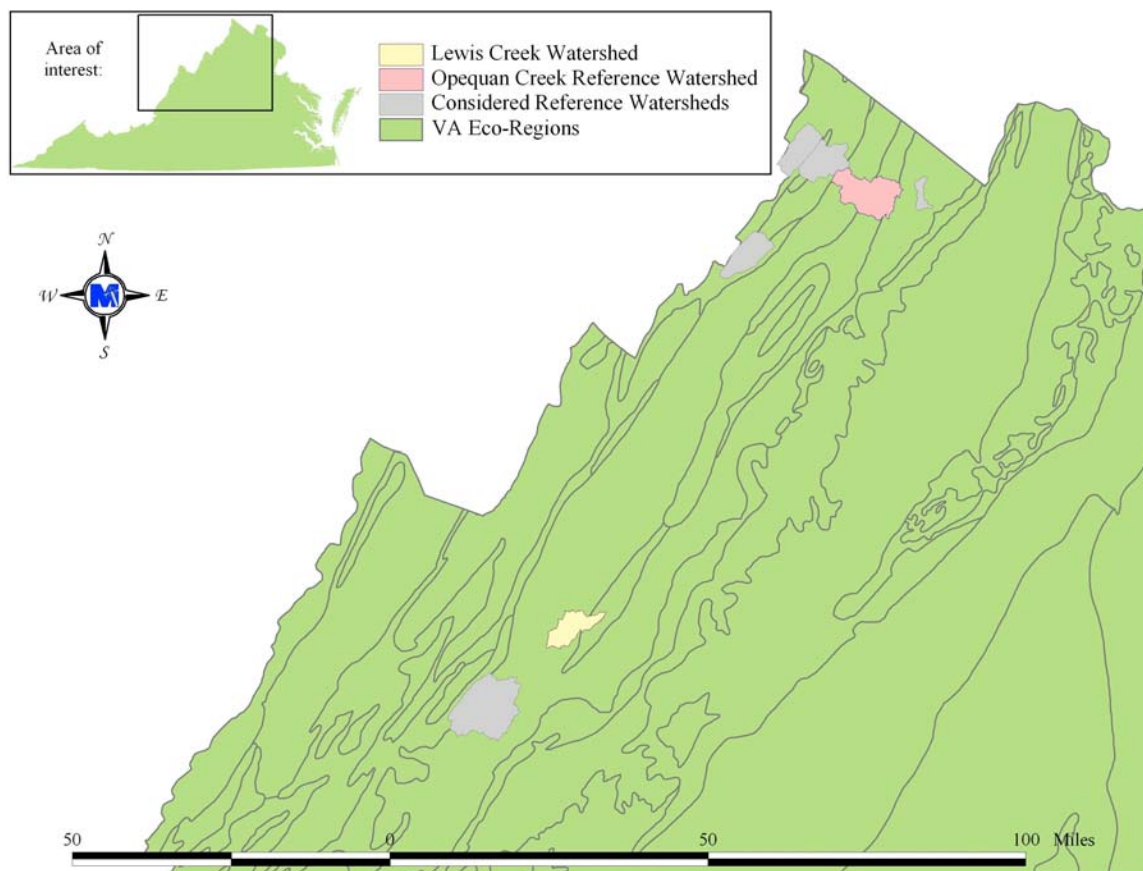 Area of
interest:
Lewis Creek Watershed
Opequan Creek Reference Watershed
Considered Reference Watersheds
VA Eco-Regions
N
W M E
S
50 0 50 100 Miles